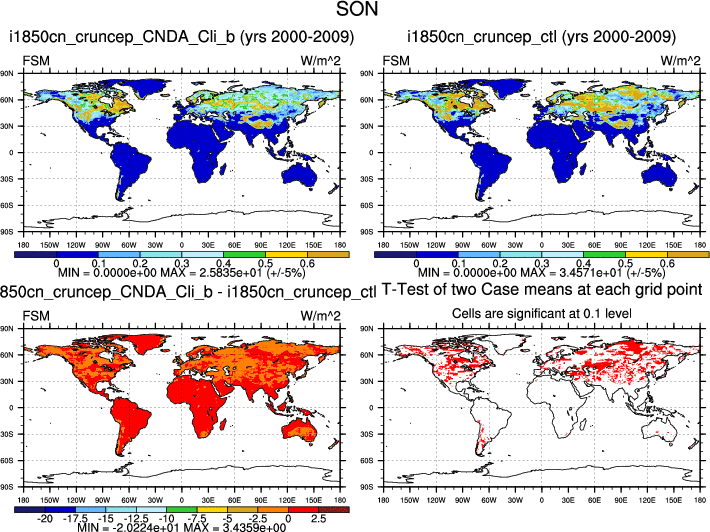 SON
i1850cn_cruncep_CNDA_Cli_b (yrs 2000-2009)
FSM W/m^2
90N
60N
30N
0
30S
60S
90S
180 150W 120W 90W 60W 30W 0 30E 60E 90E 120E 150E 180
0 0.1 0.2 0.3 0.4 0.5 0.6
MIN = 0.0000e+00 MAX = 2.5835e+01 (+/-5%)
i1850cn_cruncep_ctl (yrs 2000-2009)
FSM W/m^2
90N
60N
30N
0
30S
60S
90S
180 150W 120W 90W 60W 30W 0 30E 60E 90E 120E 150E 180
0 0.1 0.2 0.3 0.4 0.5 0.6
MIN = 0.0000e+00 MAX = 3.4571e+01 (+/-5%)
850cn_cruncep_CNDA_Cli_b - i1850cn_cruncep_ctl
FSM W/m^2
90N
60N
30N
0
30S
60S
90S
180 150W 120W 90W 60W 30W 0 30E 60E 90E 120E 150E 180
-20 -17.5 -15 -12.5 -10 -7.5 -5 -2.5 0 2.5
MIN = -2.0224e+01 MAX = 3.4359e+00
T-Test of two Case means at each grid point
Cells are significant at 0.1 level
90N
60N
30N
0
30S
60S
90S
180 150W 120W 90W 60W 30W 0 30E 60E 90E 120E 150E 180